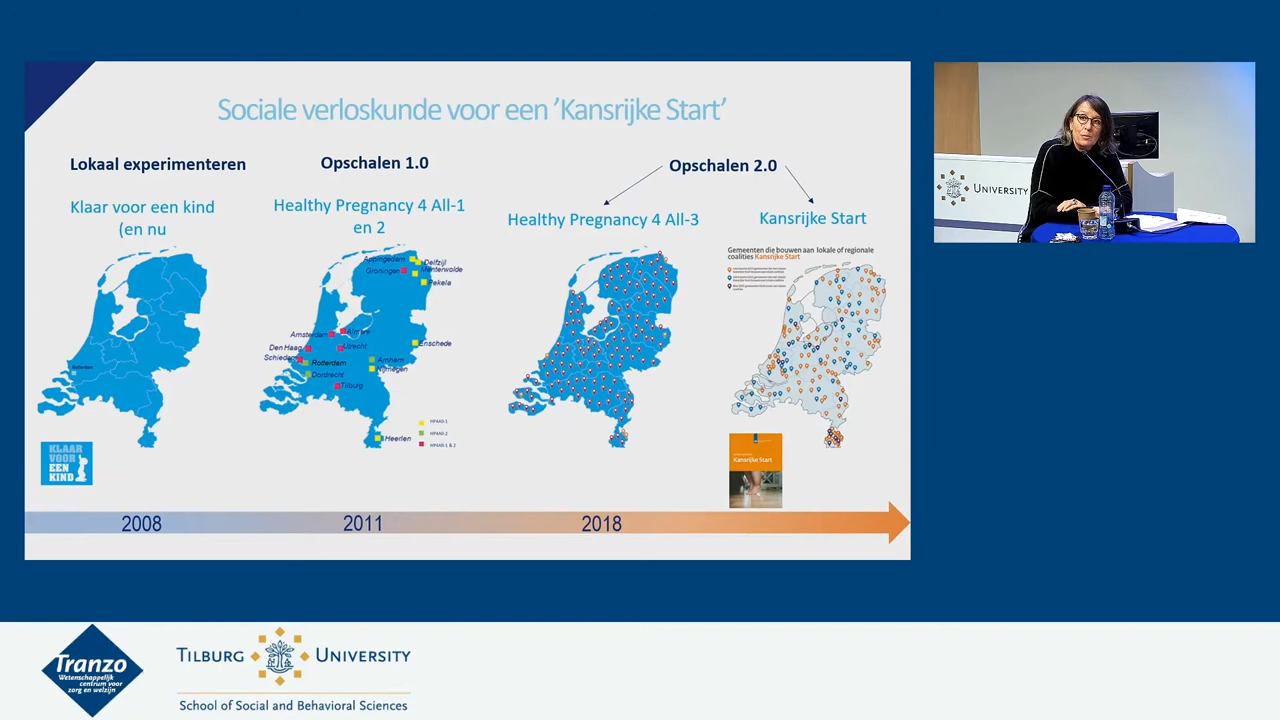 Sociale verloskunde voor een ’Kansrijke Start’
Lokaal experimenteren
Opschalen 1.0
Opschalen 2.0
Klaar voor een kind
(en nu
Healthy Pregnancy 4 All-1
en 2
Healthy Pregnancy 4 All-3
Kansrijke Start
Rotterdam
Appingedam
Delfzijl
Menterwolde
Groningen
Pekela
Amsterdam
Almere
Den Haag
Utrecht
Enschede
Schiedam
Rotterdam
Arnhem
Nijmegen
Dordrecht
Tilburg
Heerlen
HP4All-1
HP4All-2
HP4All-1 & 2
Gemeenten die bouwen aan lokale of regionale
coalities Kansrijke Start
KLAAR
VOOR
EEN
KIND
Kansrijke Start
2008
2011
2018
UNIVERSITY
Tranzo
Wetenschappelijk
centrum voor
zorg en welzijn
TILBURG UNIVERSITY
School of Social and Behavioral Sciences